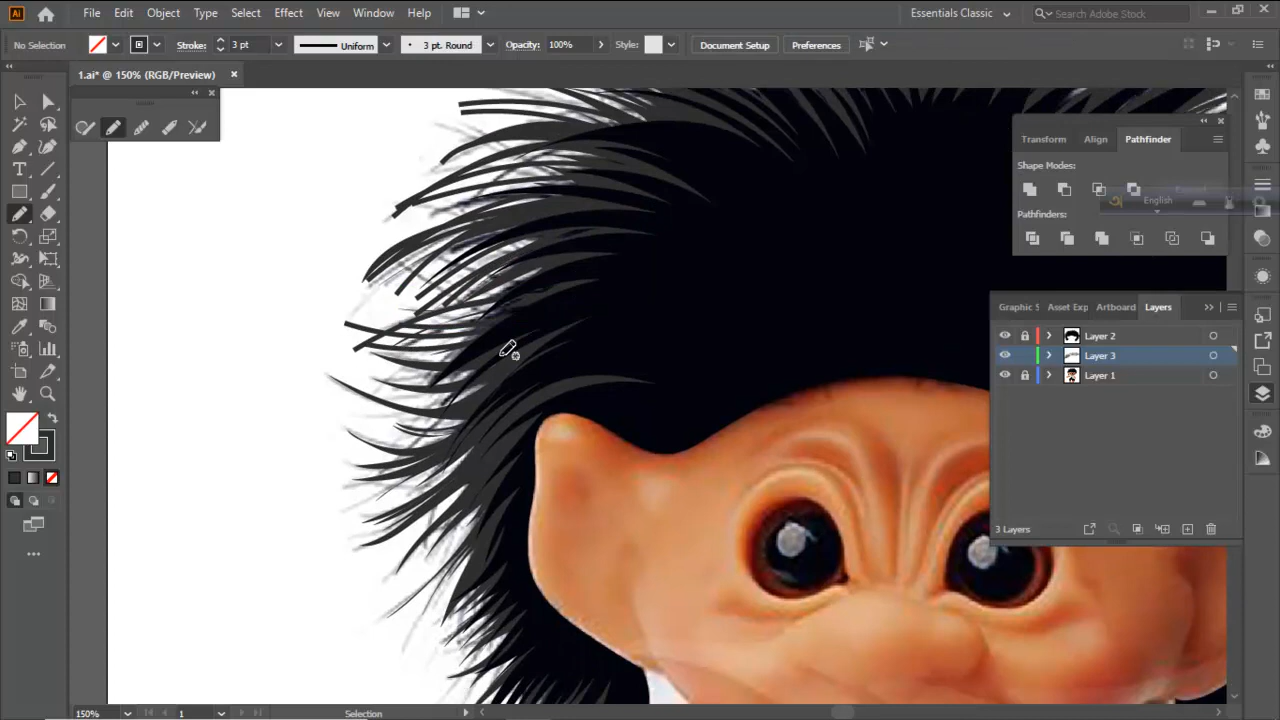 Ai File Edit Object Type Select Effect View Window Help Essentials Classic Search Adobe Stock
No Selection Stroke: 3 pt Uniform 3 pt. Round Opacity: 100% Style: Document Setup Preferences
1.ai* @ 150% (RGB/Preview)
Transform Align Pathfinder
Shape Modes:
Expand
English
Pathfinders:
Graphic S Asset Exp Artboard Layers
Layer 2
Layer 3
Layer 1
3 Layers
150% 1 Selection